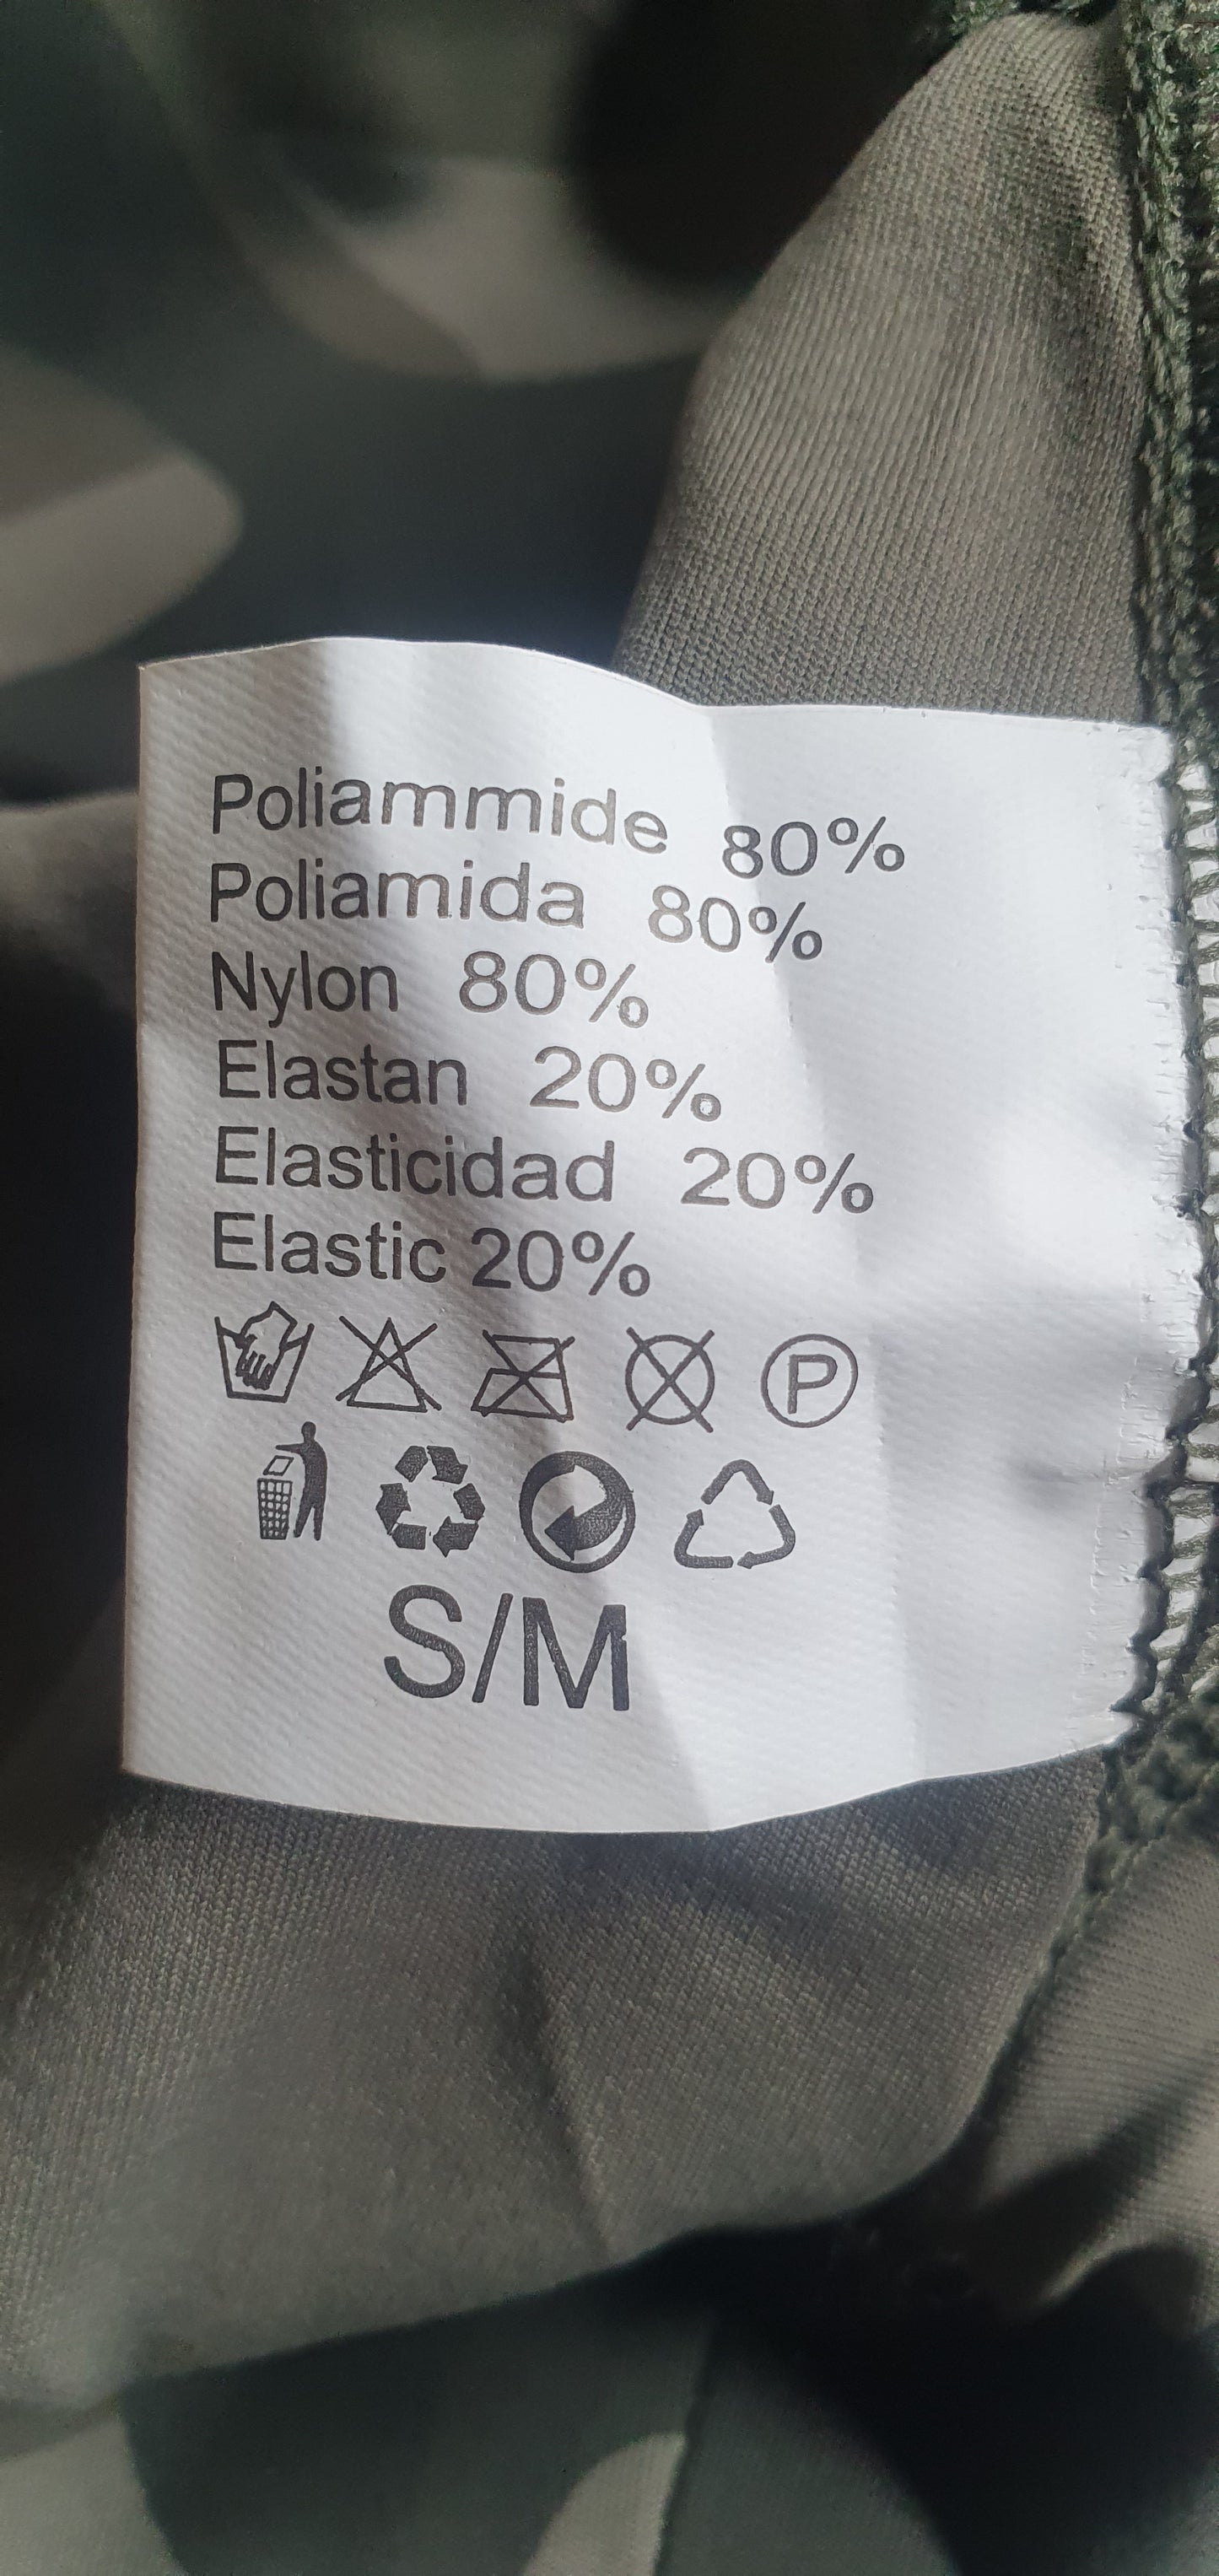 Poliammide 80%
Poliamida 80%
Nylon 80%
Elastan 20%
Elasticidad 20%
Elastic 20%
P
S/M